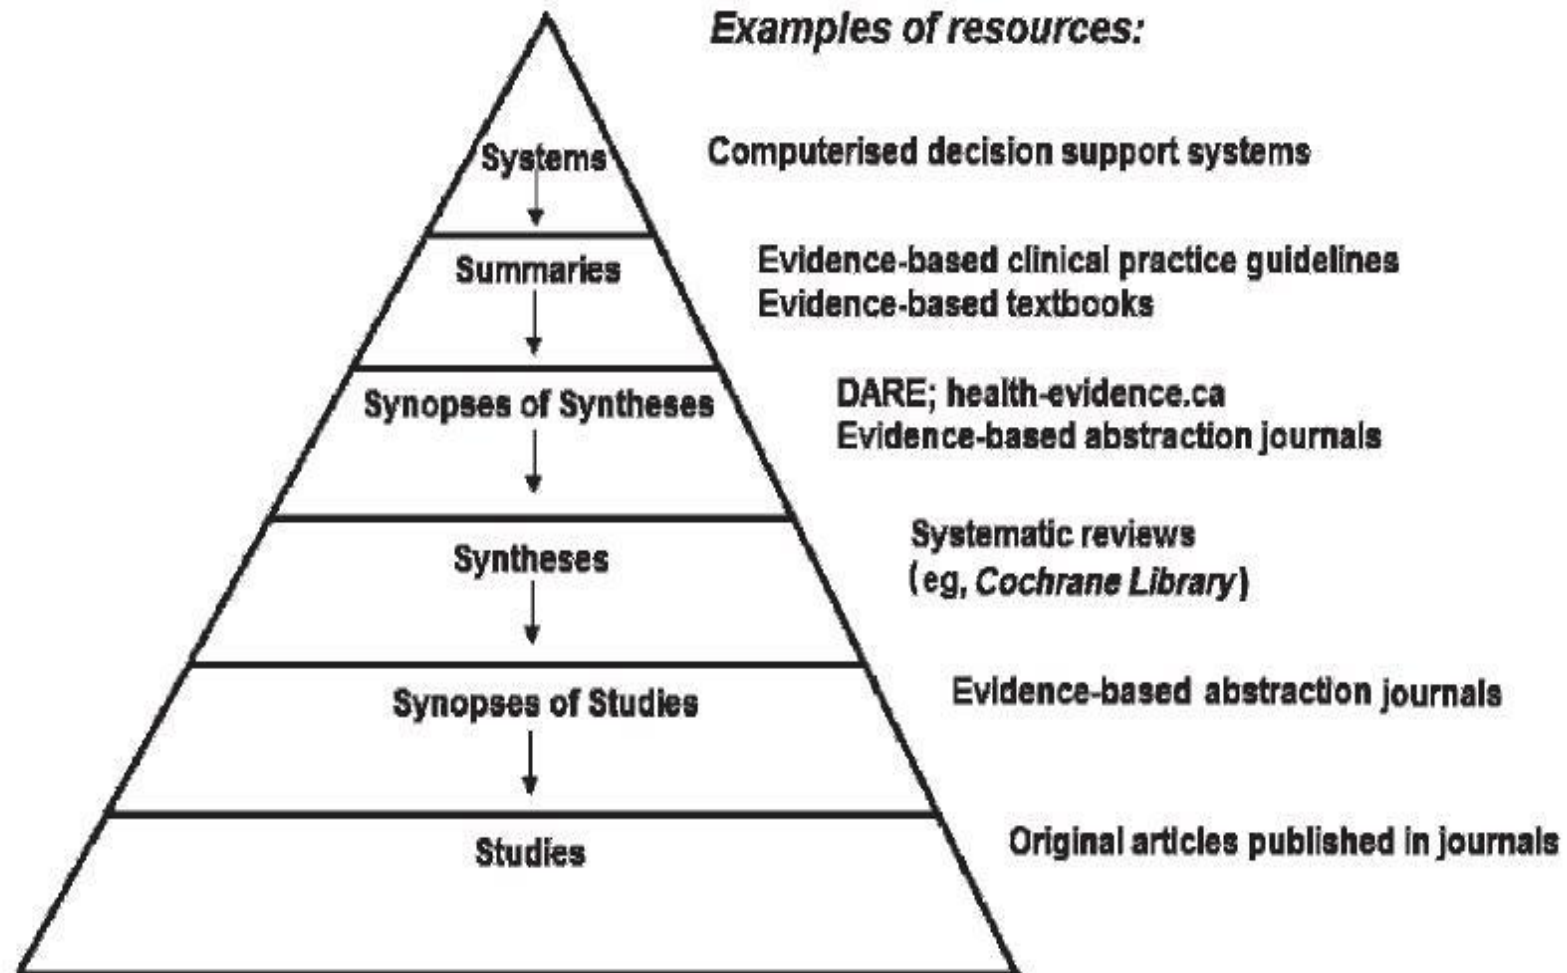 Examples of resources:
Systems
Computerised decision support systems
Summaries
Evidence-based clinical practice guidelines
Evidence-based textbooks
Synopses of Syntheses
DARE; health-evidence.ca
Evidence-based abstraction journals
Syntheses
Systematic reviews
(eg, Cochrane Library)
Synopses of Studies
Evidence-based abstraction journals
Studies
Original articles published in journals